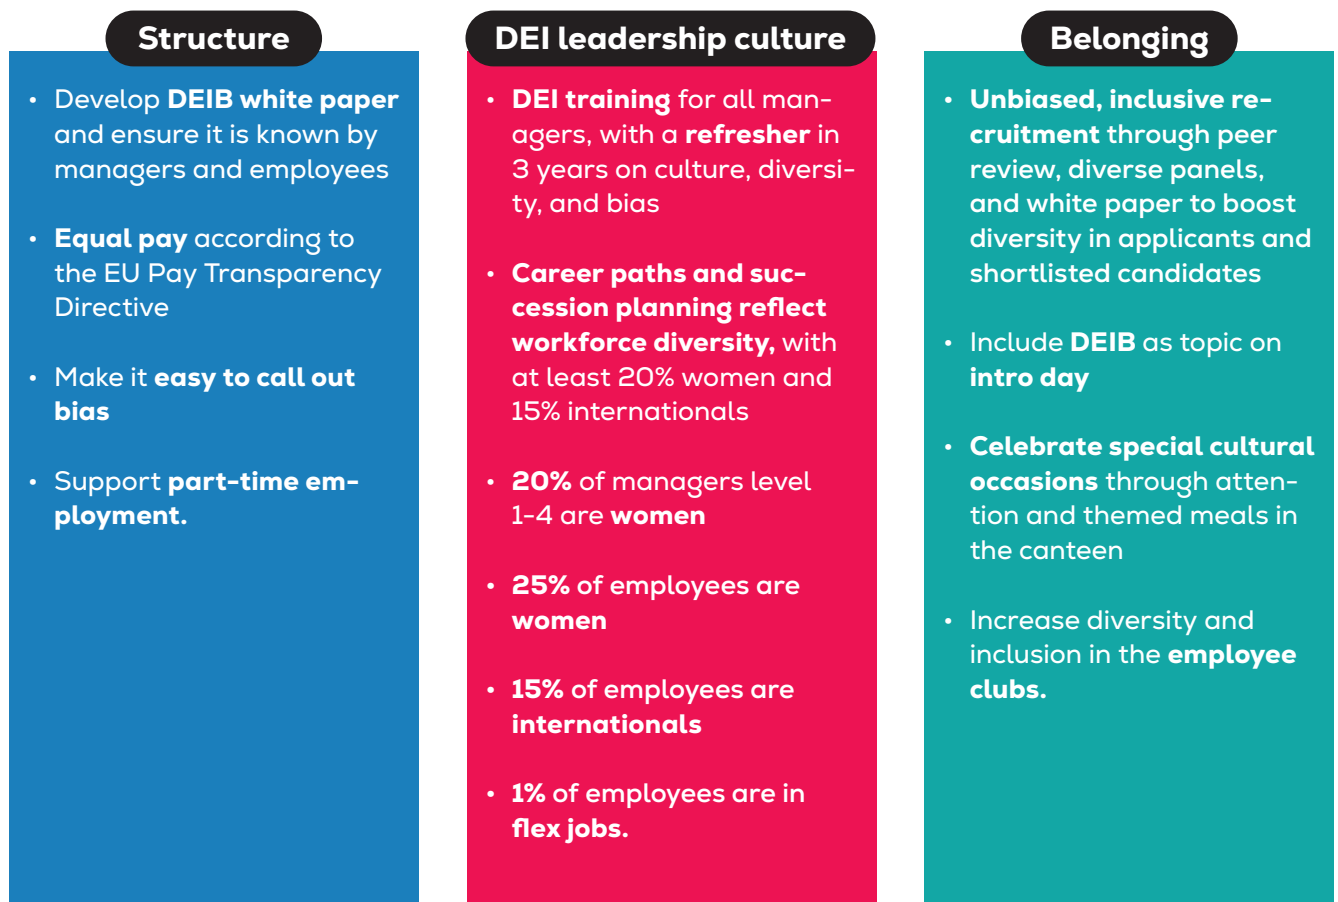 Structure
• Develop DEIB white paper
and ensure it is known by
managers and employees
• Equal pay according to
the EU Pay Transparency
Directive
• Make it easy to call out
bias
• Support part-time em-
ployment.
DEI leadership culture
• DEI training for all man-
agers, with a refresher in
3 years on culture, diversi-
ty, and bias
• Career paths and suc-
cession planning reflect
workforce diversity, with
at least 20% women and
15% internationals
• 20% of managers level
1-4 are women
• 25% of employees are
women
• 15% of employees are
internationals
• 1% of employees are in
flex jobs.
Belonging
• Unbiased, inclusive re-
cruitment through peer
review, diverse panels,
and white paper to boost
diversity in applicants and
shortlisted candidates
• Include DEIB as topic on
intro day
• Celebrate special cultural
occasions through atten-
tion and themed meals in
the canteen
• Increase diversity and
inclusion in the employee
clubs.